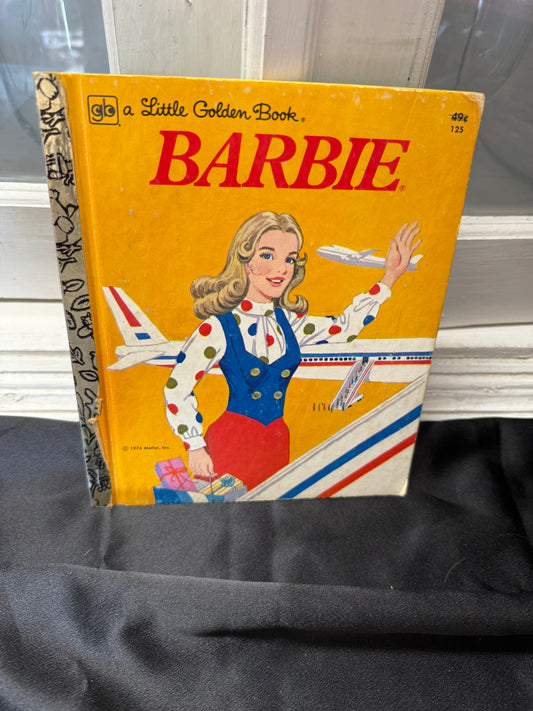 gb ® a Little Golden Book®
49¢
125
BARBIE®
© 1974 Mattel, Inc.